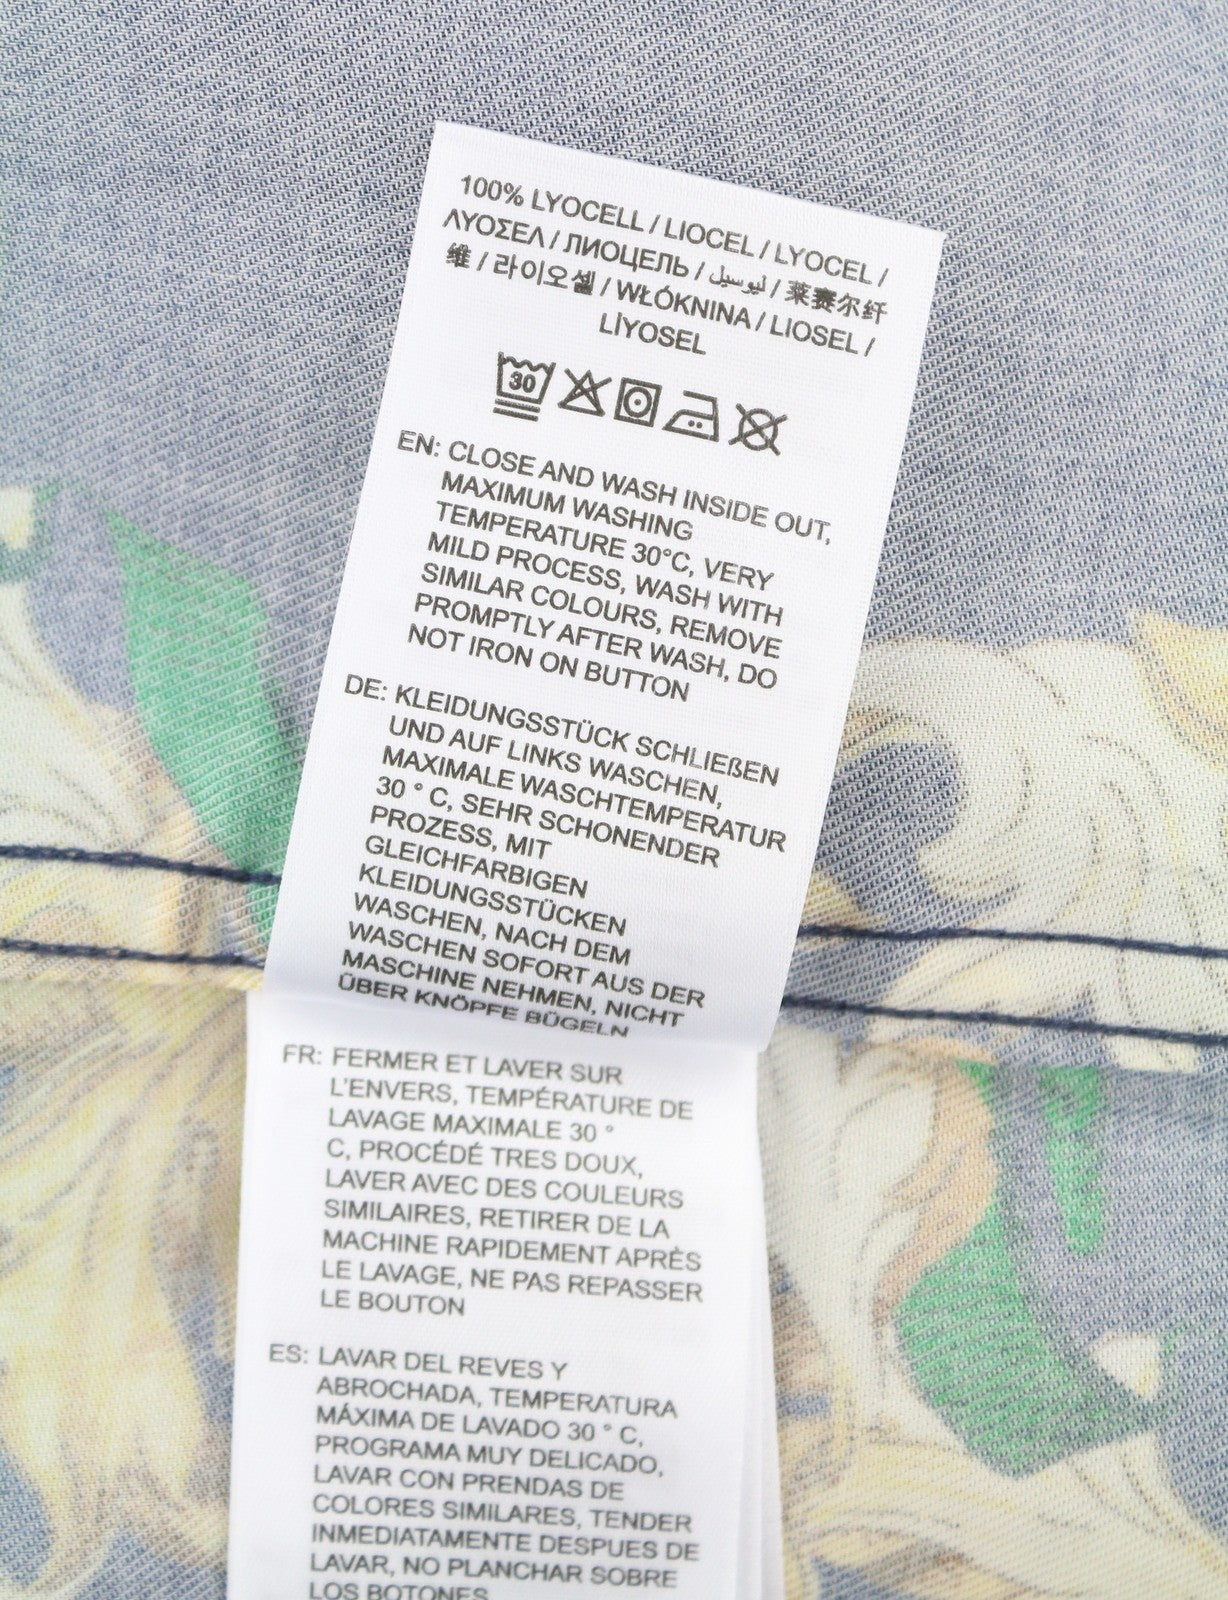 100% LYOCELL / LIOCEL / LYOCEL /
ΛΥΟΣΕΛ / ЛИОЦЕЛЬ / ليوسيل / 莱赛尔纤
维 / 라이오셀 / WŁÓKNINA / LIOSEL /
LİYOSEL
30
EN: CLOSE AND WASH INSIDE OUT,
MAXIMUM WASHING
TEMPERATURE 30°C, VERY
MILD PROCESS, WASH WITH
SIMILAR COLOURS, REMOVE
PROMPTLY AFTER WASH, DO
NOT IRON ON BUTTON
DE: KLEIDUNGSSTÜCK SCHLIEßEN
UND AUF LINKS WASCHEN,
MAXIMALE WASCHTEMPERATUR
30 ° C, SEHR SCHONENDER
PROZESS, MIT
GLEICHFARBIGEN
KLEIDUNGSSTÜCKEN
WASCHEN, NACH DEM
WASCHEN SOFORT AUS DER
MASCHINE NEHMEN, NICHT
ÜBER KNÖPFE BÜGELN
FR: FERMER ET LAVER SUR
L'ENVERS, TEMPÉRATURE DE
LAVAGE MAXIMALE 30 °
C, PROCÉDÉ TRES DOUX,
LAVER AVEC DES COULEURS
SIMILAIRES, RETIRER DE LA
MACHINE RAPIDEMENT APRÈS
LE LAVAGE, NE PAS REPASSER
LE BOUTON
ES: LAVAR DEL REVES Y
ABROCHADA, TEMPERATURA
MÁXIMA DE LAVADO 30 ° C,
PROGRAMA MUY DELICADO,
LAVAR CON PRENDAS DE
COLORES SIMILARES, TENDER
INMEDIATAMENTE DESPUES DE
LAVAR, NO PLANCHAR SOBRE
LOS BOTONES